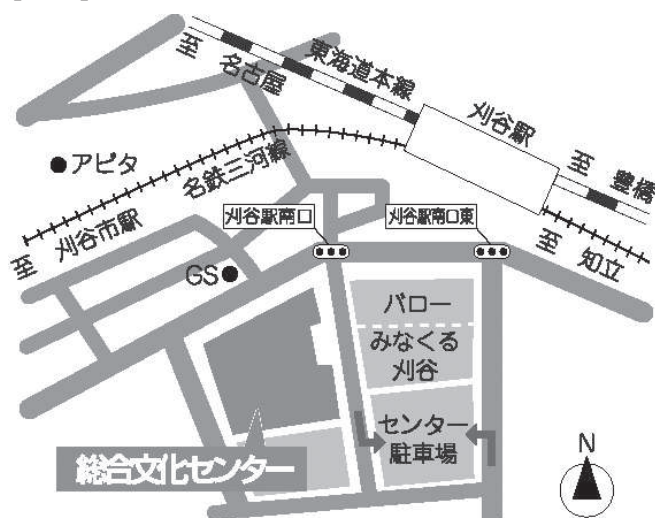 東海道本線
至 名古屋
刈谷駅
至 豊橋
アピタ
名鉄三河線
至 刈谷市駅
刈谷駅南口
刈谷駅南口東
至 知立
GS
バロー
みなくる
刈谷
センター
駐車場
総合文化センター
N